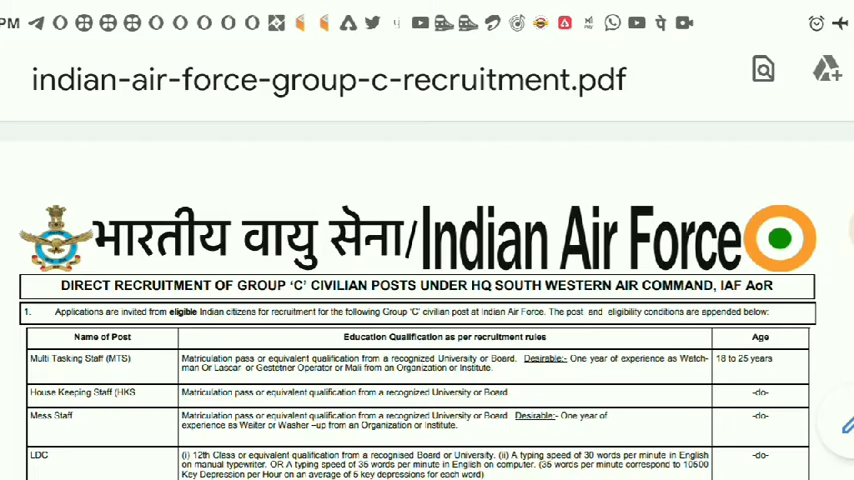 PM
indian-air-force-group-c-recruitment.pdf
भारतीय वायु सेना/Indian Air Force
DIRECT RECRUITMENT OF GROUP 'C' CIVILIAN POSTS UNDER HQ SOUTH WESTERN AIR COMMAND, IAF AoR
1. Applications are invited from eligible Indian citizens for recruitment for the following Group 'C' civilian post at Indian Air Force. The post and eligibility conditions are appended below:
Name of Post Education Qualification as per recruitment rules Age
Multi Tasking Staff (MTS) Matriculation pass or equivalent qualification from a recognized University or Board. Desirable:- One year of experience as Watch- 18 to 25 years
man Or Lascar or Gestetner Operator or Mali from an Organization or Institute.
House Keeping Staff (HKS Matriculation pass or equivalent qualification from a recognized University or Board -do-
Mess Staff Matriculation pass or equivalent qualification from a recognized University or Board Desirable:- One year of -do-
experience as Waiter or Washer –up from an Organization or Institute.
LDC (i) 12th Class or equivalent qualification from a recognised Board or University. (ii) A typing speed of 30 words per minute in English -do-
on manual typewriter. OR A typing speed of 35 words per minute in English on computer. (35 words per minute correspond to 10500
Key Depression per Hour on an average of 5 key depressions for each word)